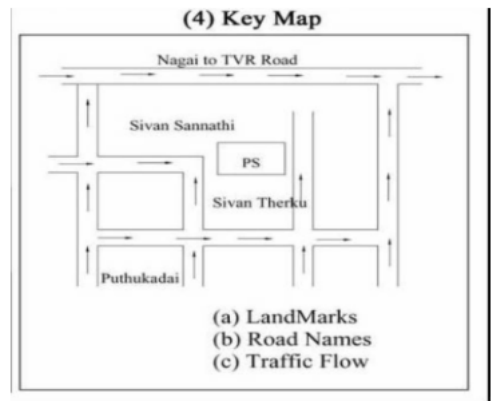 (4) Key Map
Nagai to TVR Road
Sivan Sannathi
PS
Sivan Therku
Puthukadai
(a) LandMarks
(b) Road Names
(c) Traffic Flow